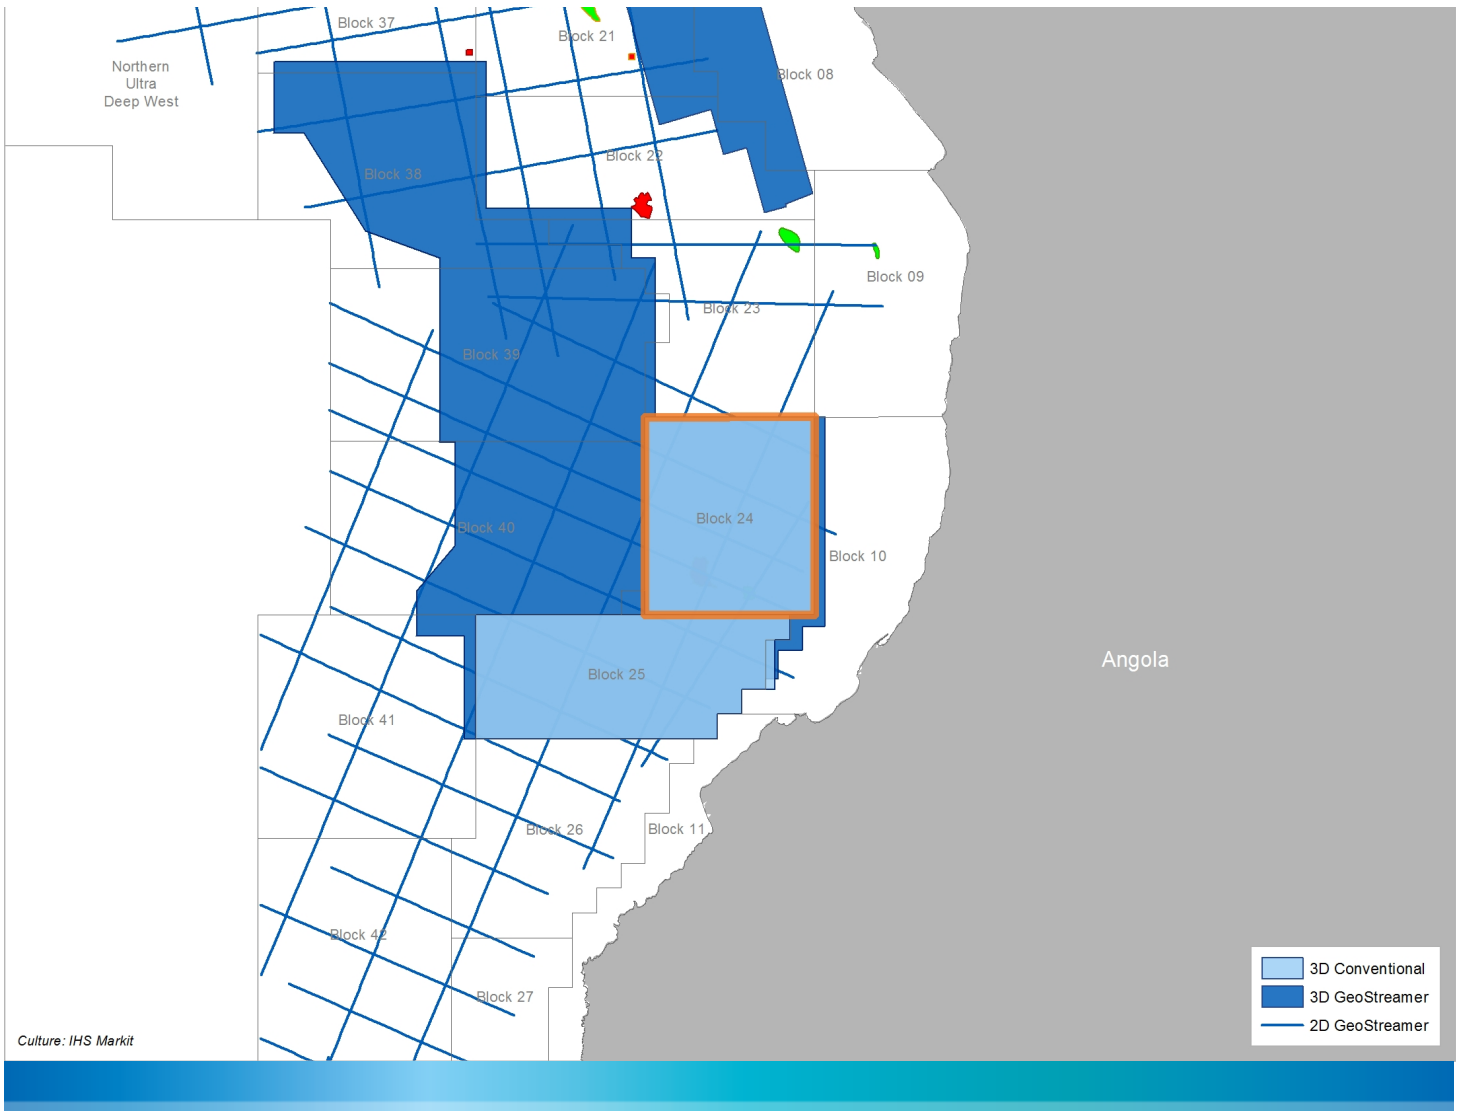 Block 37
Block 21
Northern
Ultra
Deep West
Block 08
Block 22
Block 38
Block 09
Block 23
Block 39
Block 24
Block 40
Block 10
Angola
Block 25
Block 41
Block 26
Block 11
Block 42
Block 27
3D Conventional
3D GeoStreamer
2D GeoStreamer
Culture: IHS Markit